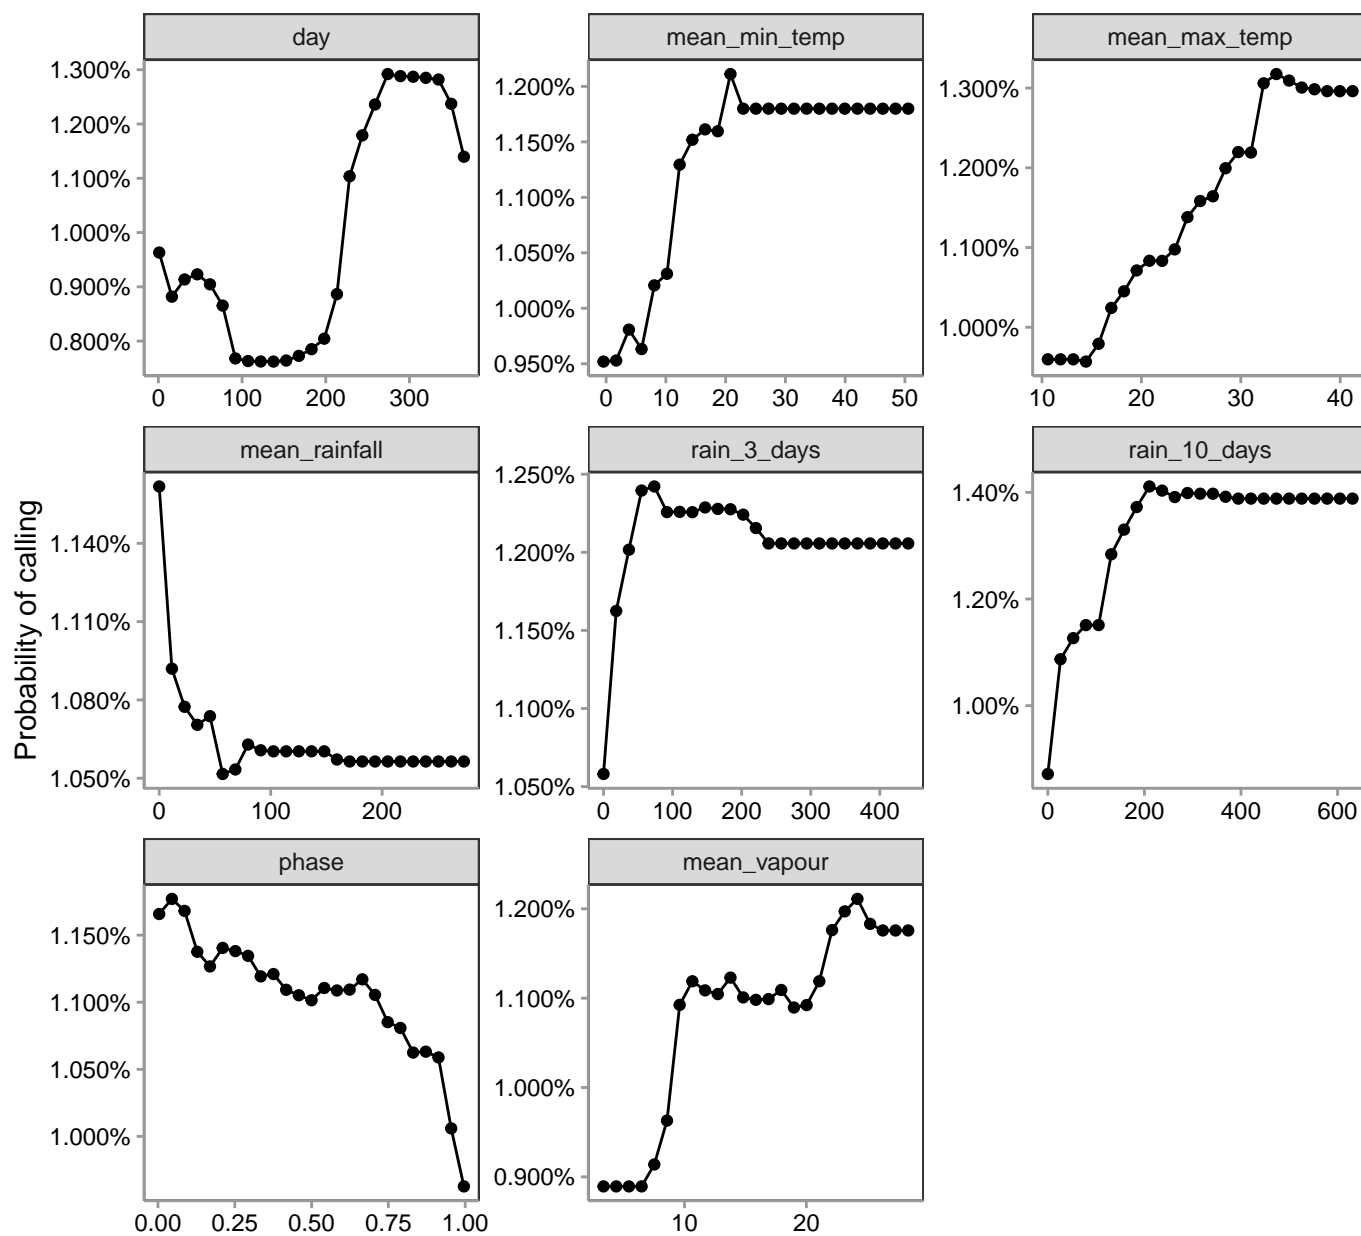 day
mean_min_temp
mean_max_temp
1.300%
1.200%
1.100%
1.000%
0.900%
0.800%
0 100 200 300
1.200%
1.150%
1.100%
1.050%
1.000%
0.950%
0 10 20 30 40 50
1.300%
1.200%
1.100%
1.000%
10 20 30 40
mean_rainfall
rain_3_days
rain_10_days
Probability of calling
1.140%
1.110%
1.080%
1.050%
0 100 200
1.250%
1.200%
1.150%
1.100%
1.050%
0 100 200 300 400
1.40%
1.20%
1.00%
0 200 400 600
phase
mean_vapour
1.150%
1.100%
1.050%
1.000%
0.00 0.25 0.50 0.75 1.00
1.200%
1.100%
1.000%
0.900%
10 20